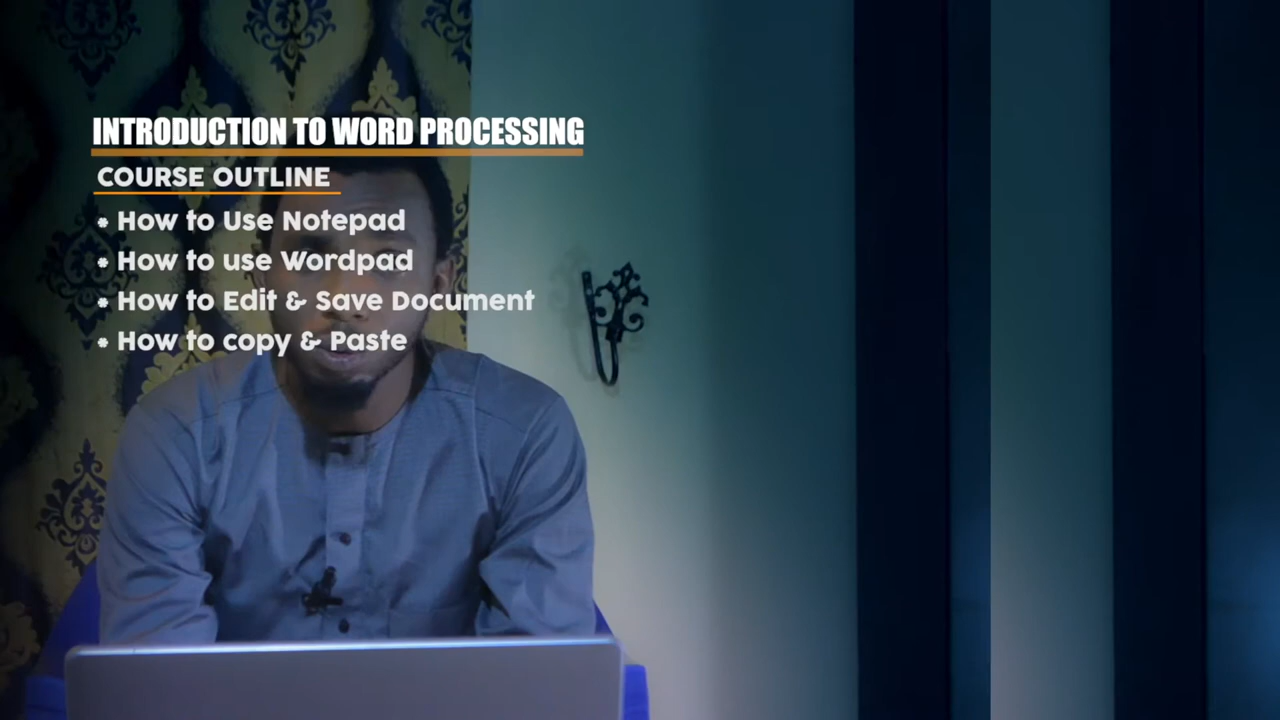 INTRODUCTION TO WORD PROCESSING
COURSE OUTLINE
• How to Use Notepad
• How to use Wordpad
• How to Edit & Save Document
• How to copy & Paste